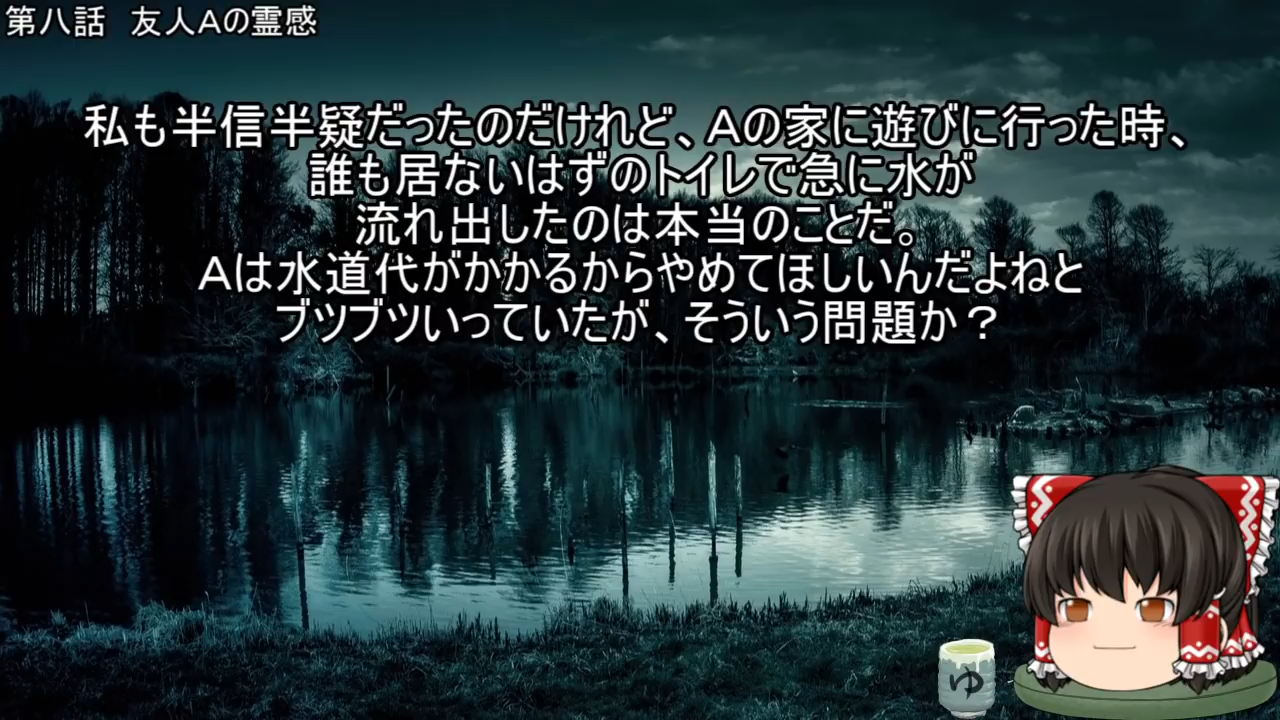 第八話　友人Aの霊感
私も半信半疑だったのだけれど、Aの家に遊びに行った時、
誰も居ないはずのトイレで急に水が
流れ出したのは本当のことだ。
Aは水道代がかかるからやめてほしいんだよねと
ブツブツいっていたが、そういう問題か？
ゆ